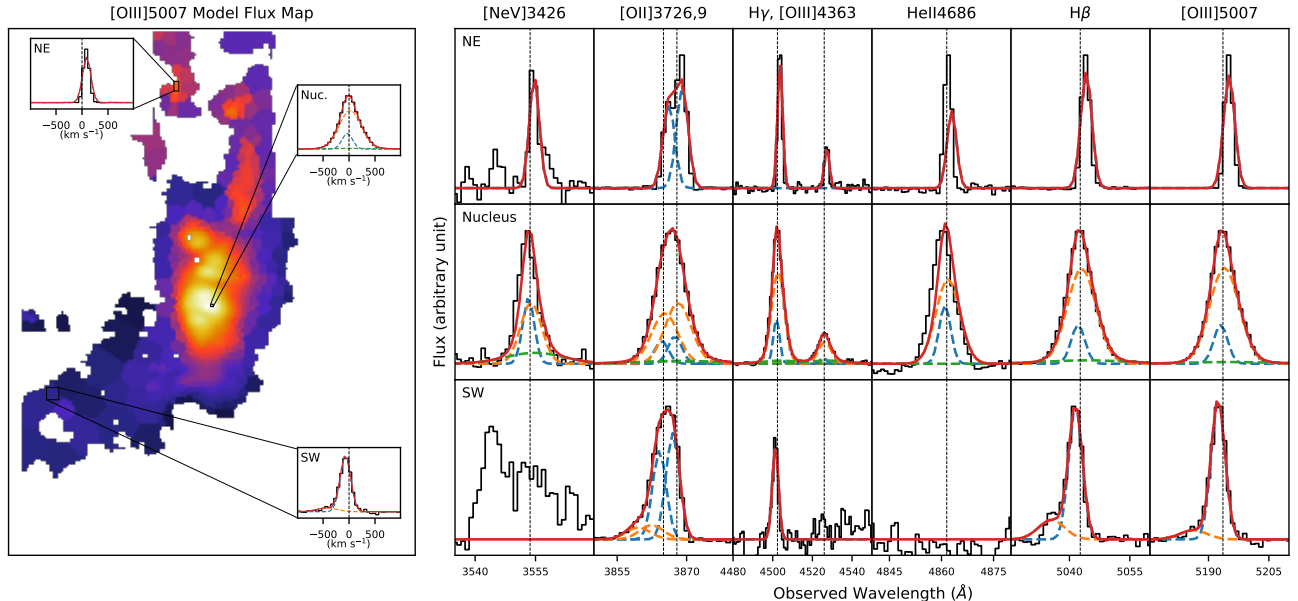 [OIII]5007 Model Flux Map
NE
−500 0 500
(km s⁻¹)
Nuc.
−500 0 500
(km s⁻¹)
SW
−500 0 500
(km s⁻¹)
[NeV]3426 [OII]3726,9 Hγ, [OIII]4363 HeII4686 Hβ [OIII]5007
NE
Nucleus
SW
Flux (arbitrary unit)
3540 3555 3855 3870 4480 4500 4520 4540 4845 4860 4875 5040 5055 5190 5205
Observed Wavelength (Å)